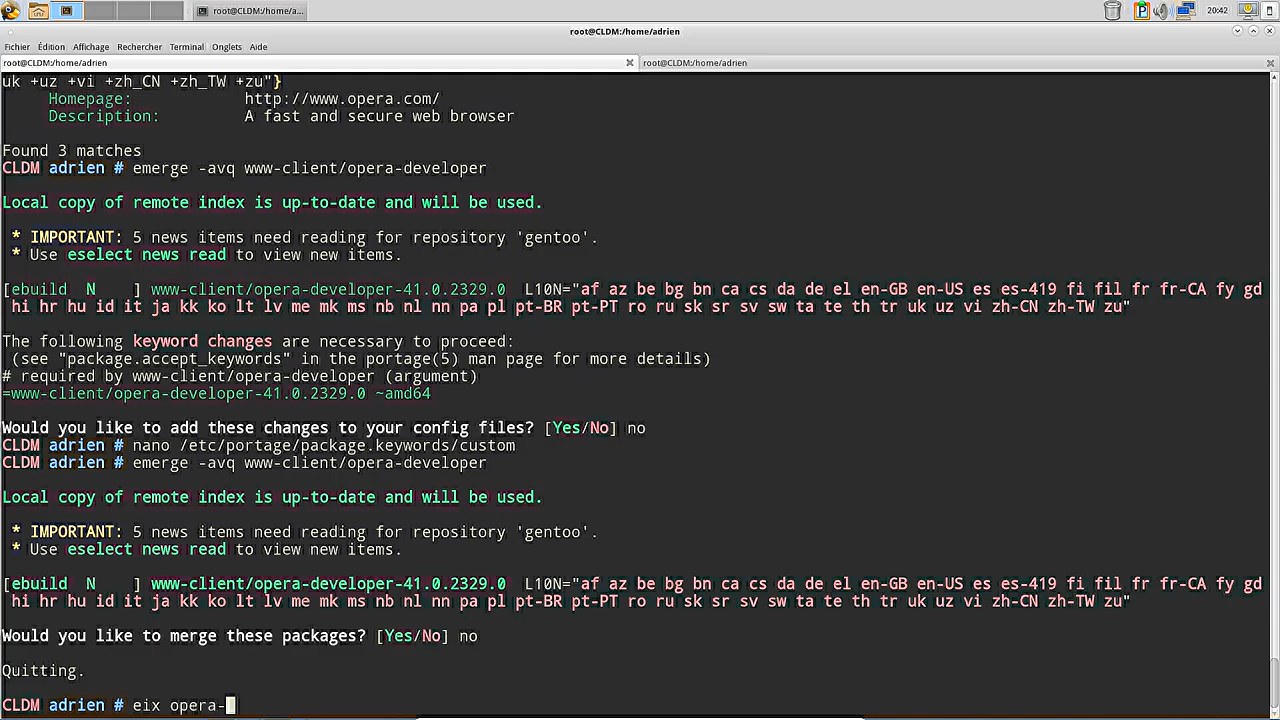 root@CLDM:/home/a...
20:42
root@CLDM:/home/adrien
Fichier Édition Affichage Rechercher Terminal Onglets Aide
root@CLDM:/home/adrien root@CLDM:/home/adrien
uk +uz +vi +zh_CN +zh_TW +zu"}
Homepage: http://www.opera.com/
Description: A fast and secure web browser
Found 3 matches
CLDM adrien # emerge -avq www-client/opera-developer
Local copy of remote index is up-to-date and will be used.
* IMPORTANT: 5 news items need reading for repository 'gentoo'.
* Use eselect news read to view new items.
[ebuild N ] www-client/opera-developer-41.0.2329.0 L10N="af az be bg bn ca cs da de el en-GB en-US es es-419 fi fil fr fr-CA fy gd
hi hr hu id it ja kk ko lt lv me mk ms nb nl nn pa pl pt-BR pt-PT ro ru sk sr sv sw ta te th tr uk uz vi zh-CN zh-TW zu"
The following keyword changes are necessary to proceed:
(see "package.accept_keywords" in the portage(5) man page for more details)
# required by www-client/opera-developer (argument)
=www-client/opera-developer-41.0.2329.0 ~amd64
Would you like to add these changes to your config files? [Yes/No] no
CLDM adrien # nano /etc/portage/package.keywords/custom
CLDM adrien # emerge -avq www-client/opera-developer
Local copy of remote index is up-to-date and will be used.
* IMPORTANT: 5 news items need reading for repository 'gentoo'.
* Use eselect news read to view new items.
[ebuild N ] www-client/opera-developer-41.0.2329.0 L10N="af az be bg bn ca cs da de el en-GB en-US es es-419 fi fil fr fr-CA fy gd
hi hr hu id it ja kk ko lt lv me mk ms nb nl nn pa pl pt-BR pt-PT ro ru sk sr sv sw ta te th tr uk uz vi zh-CN zh-TW zu"
Would you like to merge these packages? [Yes/No] no
Quitting.
CLDM adrien # eix opera-